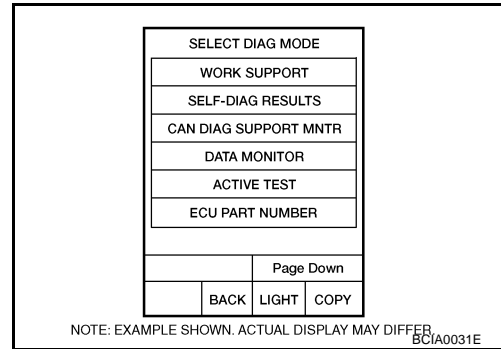 SELECT DIAG MODE
WORK SUPPORT
SELF-DIAG RESULTS
CAN DIAG SUPPORT MNTR
DATA MONITOR
ACTIVE TEST
ECU PART NUMBER
Page Down
BACK LIGHT COPY
NOTE: EXAMPLE SHOWN. ACTUAL DISPLAY MAY DIFFER.
BCIA0031E